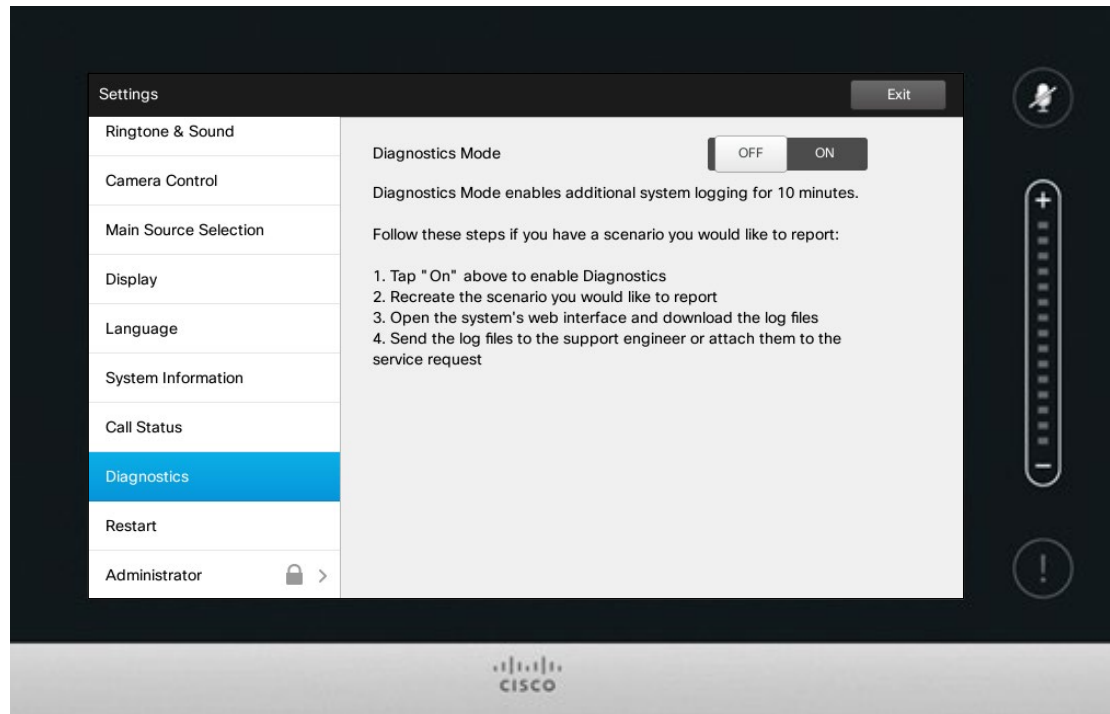 Settings
Exit
Ringtone & Sound
Camera Control
Main Source Selection
Display
Language
System Information
Call Status
Diagnostics
Restart
Administrator
Diagnostics Mode
OFF ON
Diagnostics Mode enables additional system logging for 10 minutes.
Follow these steps if you have a scenario you would like to report:
1. Tap "On" above to enable Diagnostics
2. Recreate the scenario you would like to report
3. Open the system's web interface and download the log files
4. Send the log files to the support engineer or attach them to the
service request
+
−
!
CISCO